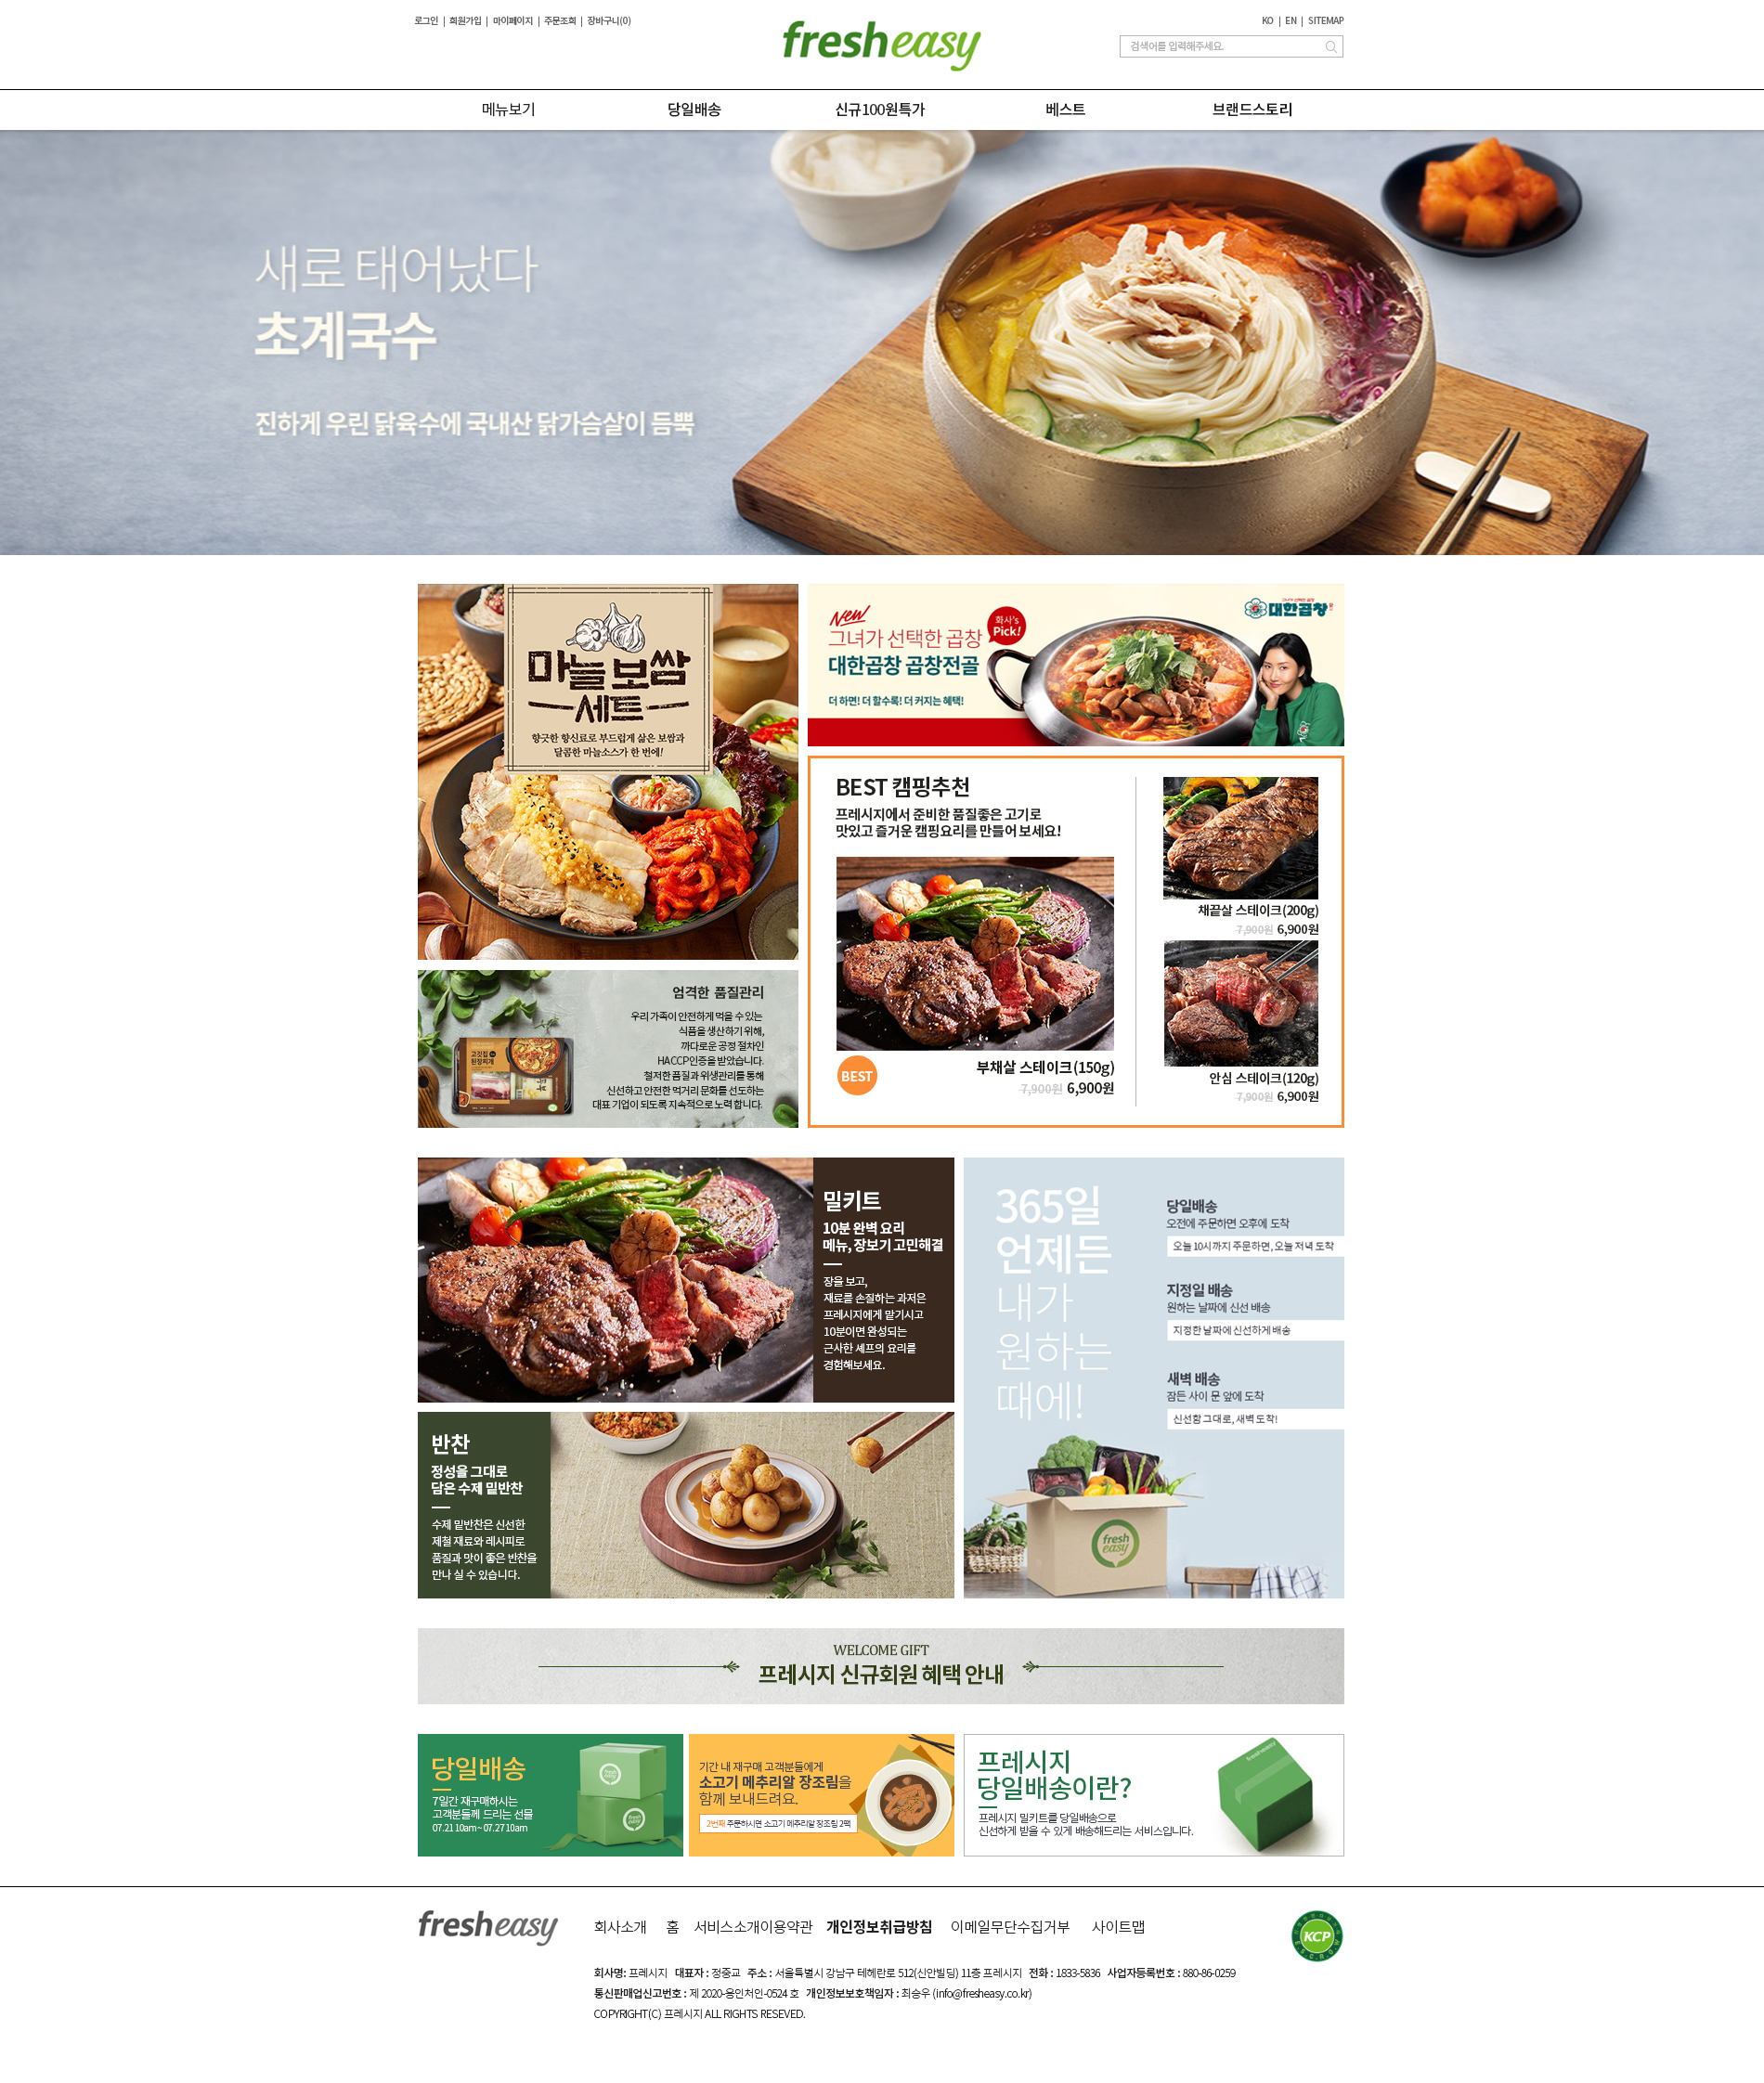 로그인 | 회원가입 | 마이페이지 | 주문조회 | 장바구니(0)
fresheasy
KO | EN | SITEMAP
검색어를 입력해주세요.
메뉴보기
당일배송
신규100원특가
베스트
브랜드스토리
새로 태어났다
초계국수
진하게 우린 닭육수에 국내산 닭가슴살이 듬뿍
마늘보쌈
세트
향긋한 향신료로 부드럽게 삶은 보쌈과
달콤한 마늘소스가 한 번에!
New
그녀가 선택한 곱창
대한곱창 곱창전골
더 하면! 더 할수록! 더 커지는 혜택!
화사's
Pick!
그녀가 선택한 곱창
대한곱창
BEST 캠핑추천
프레시지에서 준비한 품질좋은 고기로
맛있고 즐거운 캠핑요리를 만들어 보세요!
BEST
부채살 스테이크(150g)
7,900원 6,900원
채끝살 스테이크(200g)
7,900원 6,900원
안심 스테이크(120g)
7,900원 6,900원
엄격한 품질관리
우리 가족이 안전하게 먹을 수 있는
식품을 생산하기 위해,
까다로운 공정 절차인
HACCP인증을 받았습니다.
철저한 품질과 위생관리를 통해
신선하고 안전한 먹거리 문화를 선도하는
대표 기업이 되도록 지속적으로 노력 합니다.
고깃집
된장찌개
밀키트
10분 완벽 요리
메뉴, 장보기 고민해결
장을 보고,
재료를 손질하는 과저은
프레시지에게 맡기시고
10분이면 완성되는
근사한 셰프의 요리를
경험해보세요.
365일
언제든
내가
원하는
때에!
당일배송
오전에 주문하면 오후에 도착
오늘 10시까지 주문하면, 오늘 저녁 도착
지정일 배송
원하는 날짜에 신선 배송
지정한 날짜에 신선하게 배송
새벽 배송
잠든 사이 문 앞에 도착
신선함 그대로, 새벽 도착!
fresh
easy
반찬
정성을 그대로
담은 수제 밑반찬
수제 밑반찬은 신선한
제철 재료와 레시피로
품질과 맛이 좋은 반찬을
만나 실 수 있습니다.
WELCOME GIFT
프레시지 신규회원 혜택 안내
당일배송
7일간 재구매하시는
고객분들께 드리는 선물
07.21 10am ~ 07.27 10am
기간 내 재구매 고객분들에게
소고기 메추리알 장조림을
함께 보내드려요.
2번째 주문하시면 소고기 메추리알 장조림 2팩
프레시지
당일배송이란?
프레시지 밀키트를 당일배송으로
신선하게 받을 수 있게 배송해드리는 서비스입니다.
fresheasy
회사소개 홈 서비스소개이용약관 개인정보취급방침 이메일무단수집거부 사이트맵
KCP
ESCROW
회사명: 프레시지 대표자 : 정중교 주소 : 서울특별시 강남구 테헤란로 512(신안빌딩) 11층 프레시지 전화 : 1833-5836 사업자등록번호 : 880-86-0259
통신판매업신고번호 : 제 2020-용인처인-0524 호 개인정보보호책임자 : 최승우 (info@fresheasy.co.kr)
COPYRIGHT (C) 프레시지 ALL RIGHTS RESEVED.